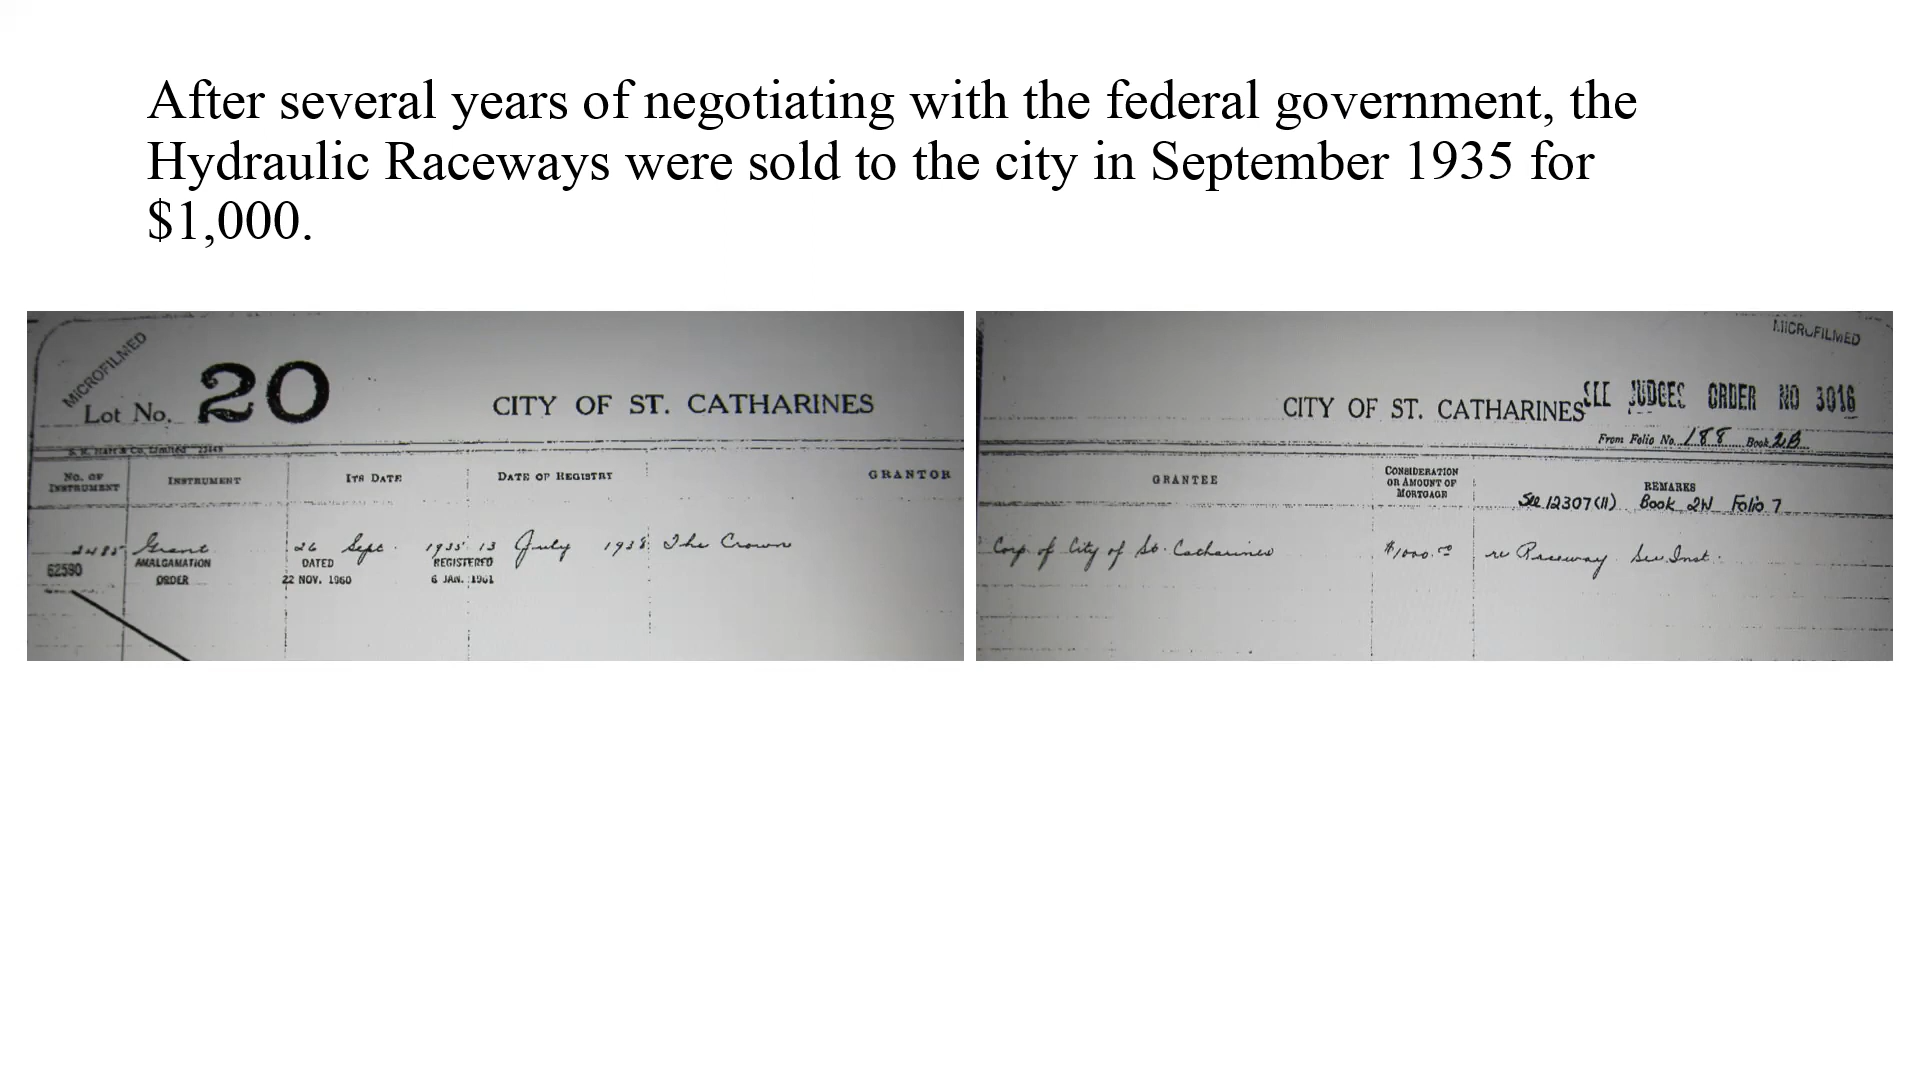 After several years of negotiating with the federal government, the
Hydraulic Raceways were sold to the city in September 1935 for
$1,000.
MICROFILMED
Lot No. 20
CITY OF ST. CATHARINES
No. OF INSTRUMENT INSTRUMENT ITS DATE DATE OF REGISTRY GRANTOR
Grant 26 Sept. 1935 13 July 1938 The Crown
62590 AMALGAMATION ORDER DATED 22 NOV. 1960 REGISTERED 6 JAN. 1961
MICROFILMED
CITY OF ST. CATHARINES SEE JUDGES ORDER NO 3016
From Folio No. 188 Book 2B
GRANTEE CONSIDERATION OR AMOUNT OF MORTGAGE REMARKS
See 12307(11) Book 2W Folio 7
Corp. of City of St. Catharines $1000.00 re Raceway See Inst.